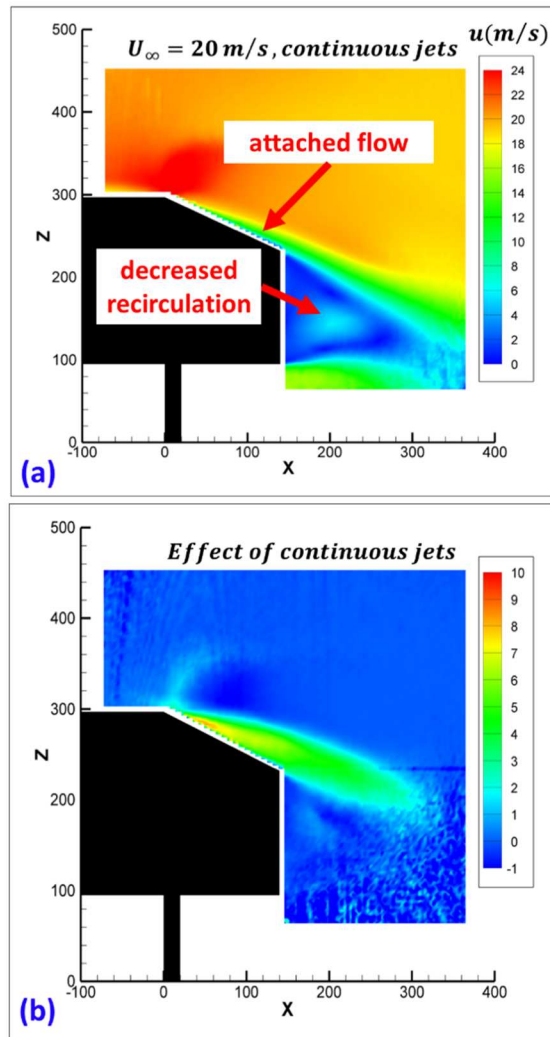 u(m/s)
U∞ = 20 m/s, continuous jets
attached flow
decreased
recirculation
500
400
300
200
100
0
Z
-100 0 100 200 300 400
X
24
22
20
18
16
14
12
10
8
6
4
2
0
(a)
Effect of continuous jets
500
400
300
200
100
0
Z
-100 0 100 200 300 400
X
10
9
8
7
6
5
4
3
2
1
0
-1
(b)